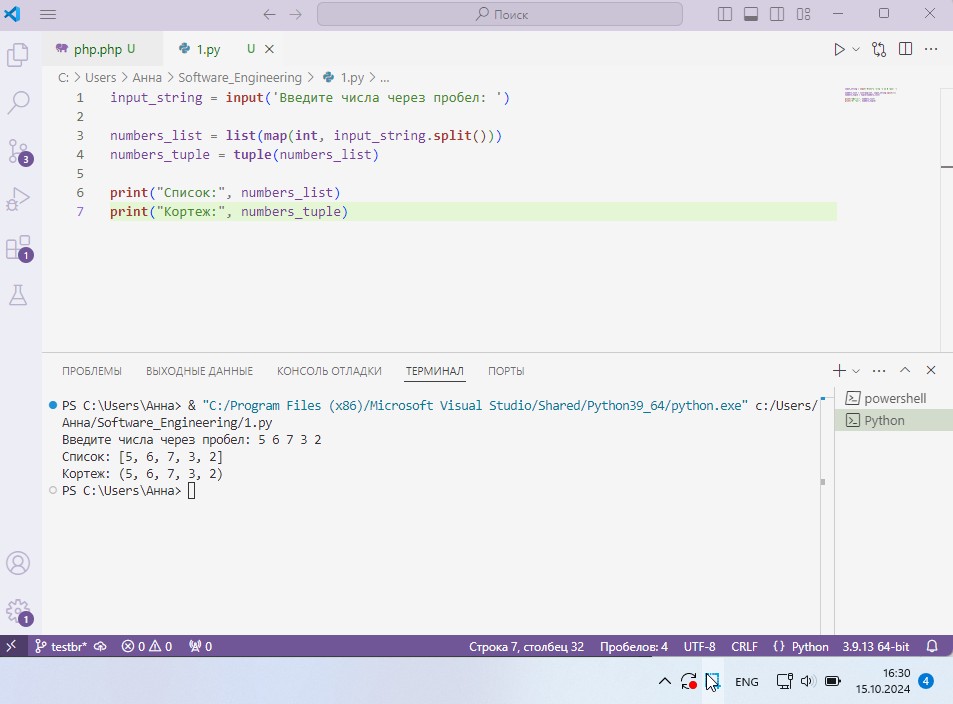 Поиск
php.php U
1.py U
C: > Users > Анна > Software_Engineering > 1.py > ...
1 input_string = input('Введите числа через пробел: ')
2
3 numbers_list = list(map(int, input_string.split()))
4 numbers_tuple = tuple(numbers_list)
5
6 print("Список:", numbers_list)
7 print("Кортеж:", numbers_tuple)
3
1
1
ПРОБЛЕМЫ ВЫХОДНЫЕ ДАННЫЕ КОНСОЛЬ ОТЛАДКИ ТЕРМИНАЛ ПОРТЫ
PS C:\Users\Анна> & "C:/Program Files (x86)/Microsoft Visual Studio/Shared/Python39_64/python.exe" c:/Users/
Анна/Software_Engineering/1.py
Введите числа через пробел: 5 6 7 3 2
Список: [5, 6, 7, 3, 2]
Кортеж: (5, 6, 7, 3, 2)
PS C:\Users\Анна>
powershell
Python
testbr* 0 0 0 Строка 7, столбец 32 Пробелов: 4 UTF-8 CRLF {} Python 3.9.13 64-bit
ENG
16:30
15.10.2024
4